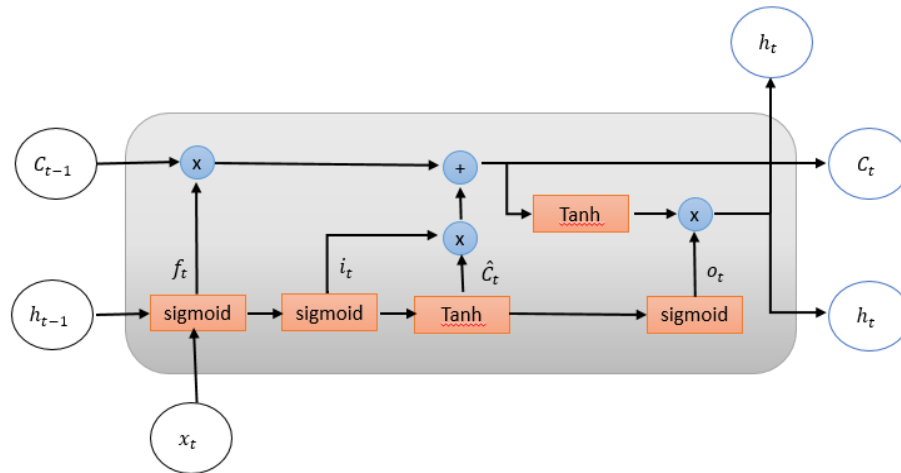 h_t
x
+
C_{t-1}
C_t
Tanh
x
x
f_t
i_t
Ĉ_t
o_t
h_{t-1}
sigmoid
sigmoid
Tanh
sigmoid
h_t
x_t